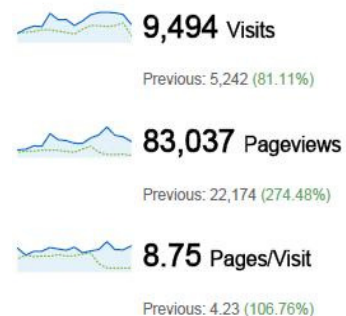 9,494 Visits
Previous: 5,242 (81.11%)
83,037 Pageviews
Previous: 22,174 (274.48%)
8.75 Pages/Visit
Previous: 4.23 (106.76%)